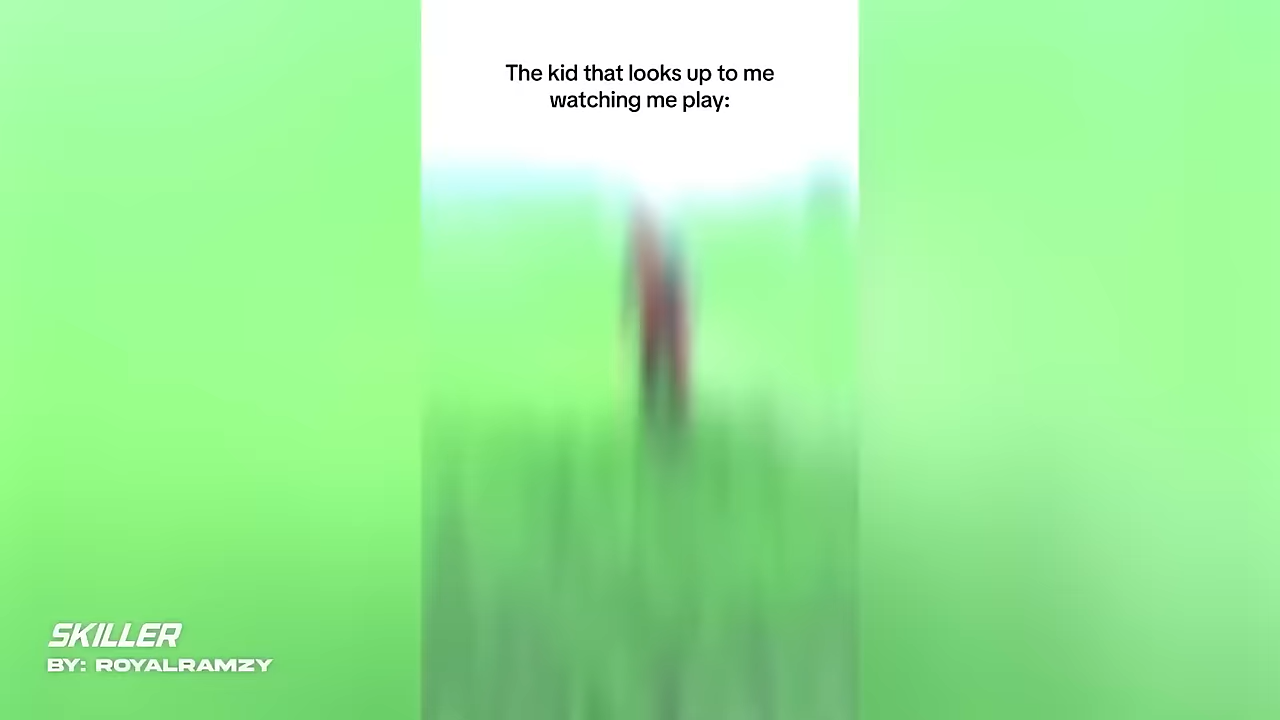 The kid that looks up to me
watching me play:
SKILLER
BY: ROYALRAMZY